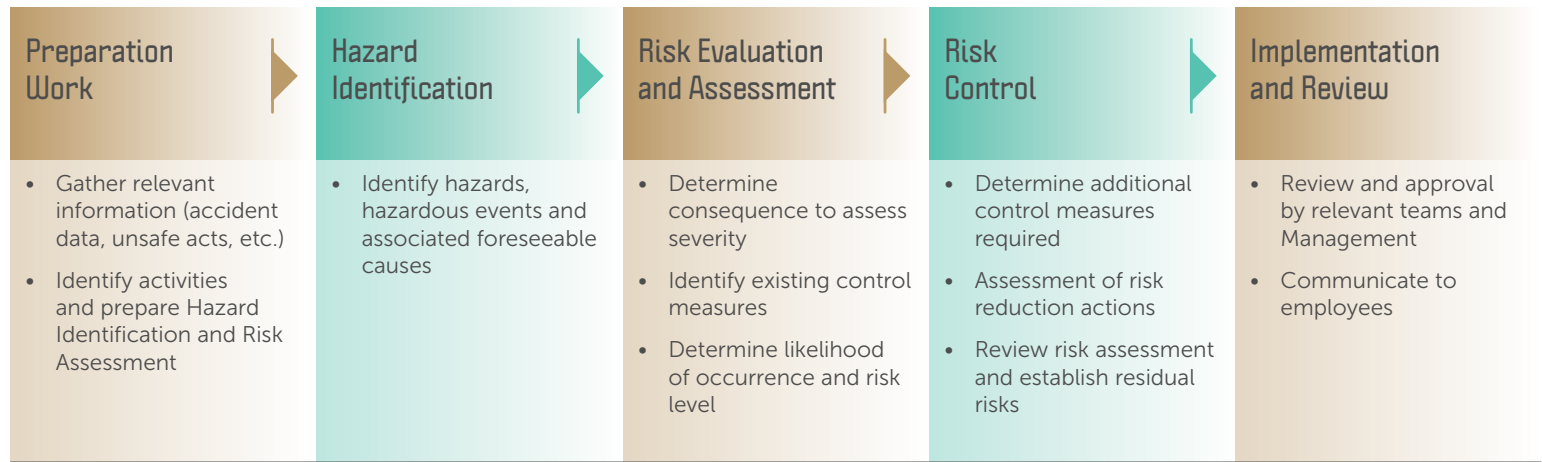 Preparation
Work
• Gather relevant
information (accident
data, unsafe acts, etc.)
• Identify activities
and prepare Hazard
Identification and Risk
Assessment
Hazard
Identification
• Identify hazards,
hazardous events and
associated foreseeable
causes
Risk Evaluation
and Assessment
• Determine
consequence to assess
severity
• Identify existing control
measures
• Determine likelihood
of occurrence and risk
level
Risk
Control
• Determine additional
control measures
required
• Assessment of risk
reduction actions
• Review risk assessment
and establish residual
risks
Implementation
and Review
• Review and approval
by relevant teams and
Management
• Communicate to
employees